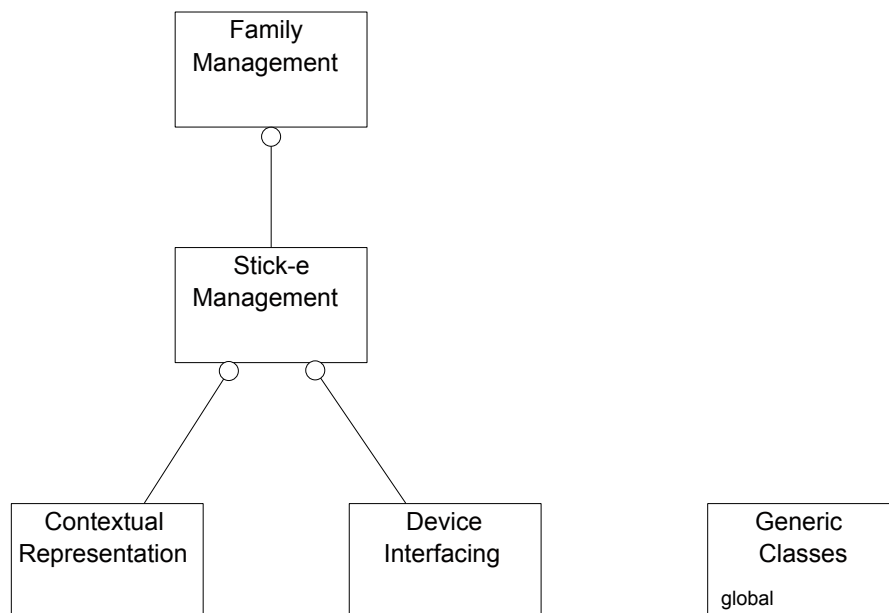 Family
Management
Stick-e
Management
Contextual
Representation
Device
Interfacing
Generic
Classes
global